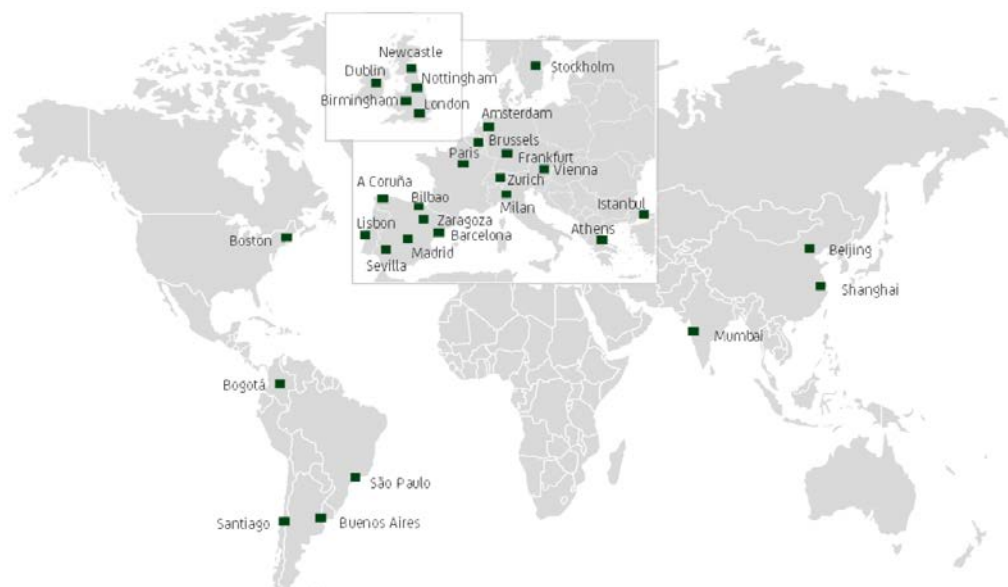 Newcastle
Dublin
Nottingham
Birmingham
London
Stockholm
Amsterdam
Brussels
Paris
Frankfurt
Vienna
Zurich
Milan
A Coruña
Bilbao
Istanbul
Lisbon
Zaragoza
Barcelona
Athens
Madrid
Sevilla
Boston
Beijing
Shanghai
Mumbai
Bogotá
São Paulo
Santiago
Buenos Aires